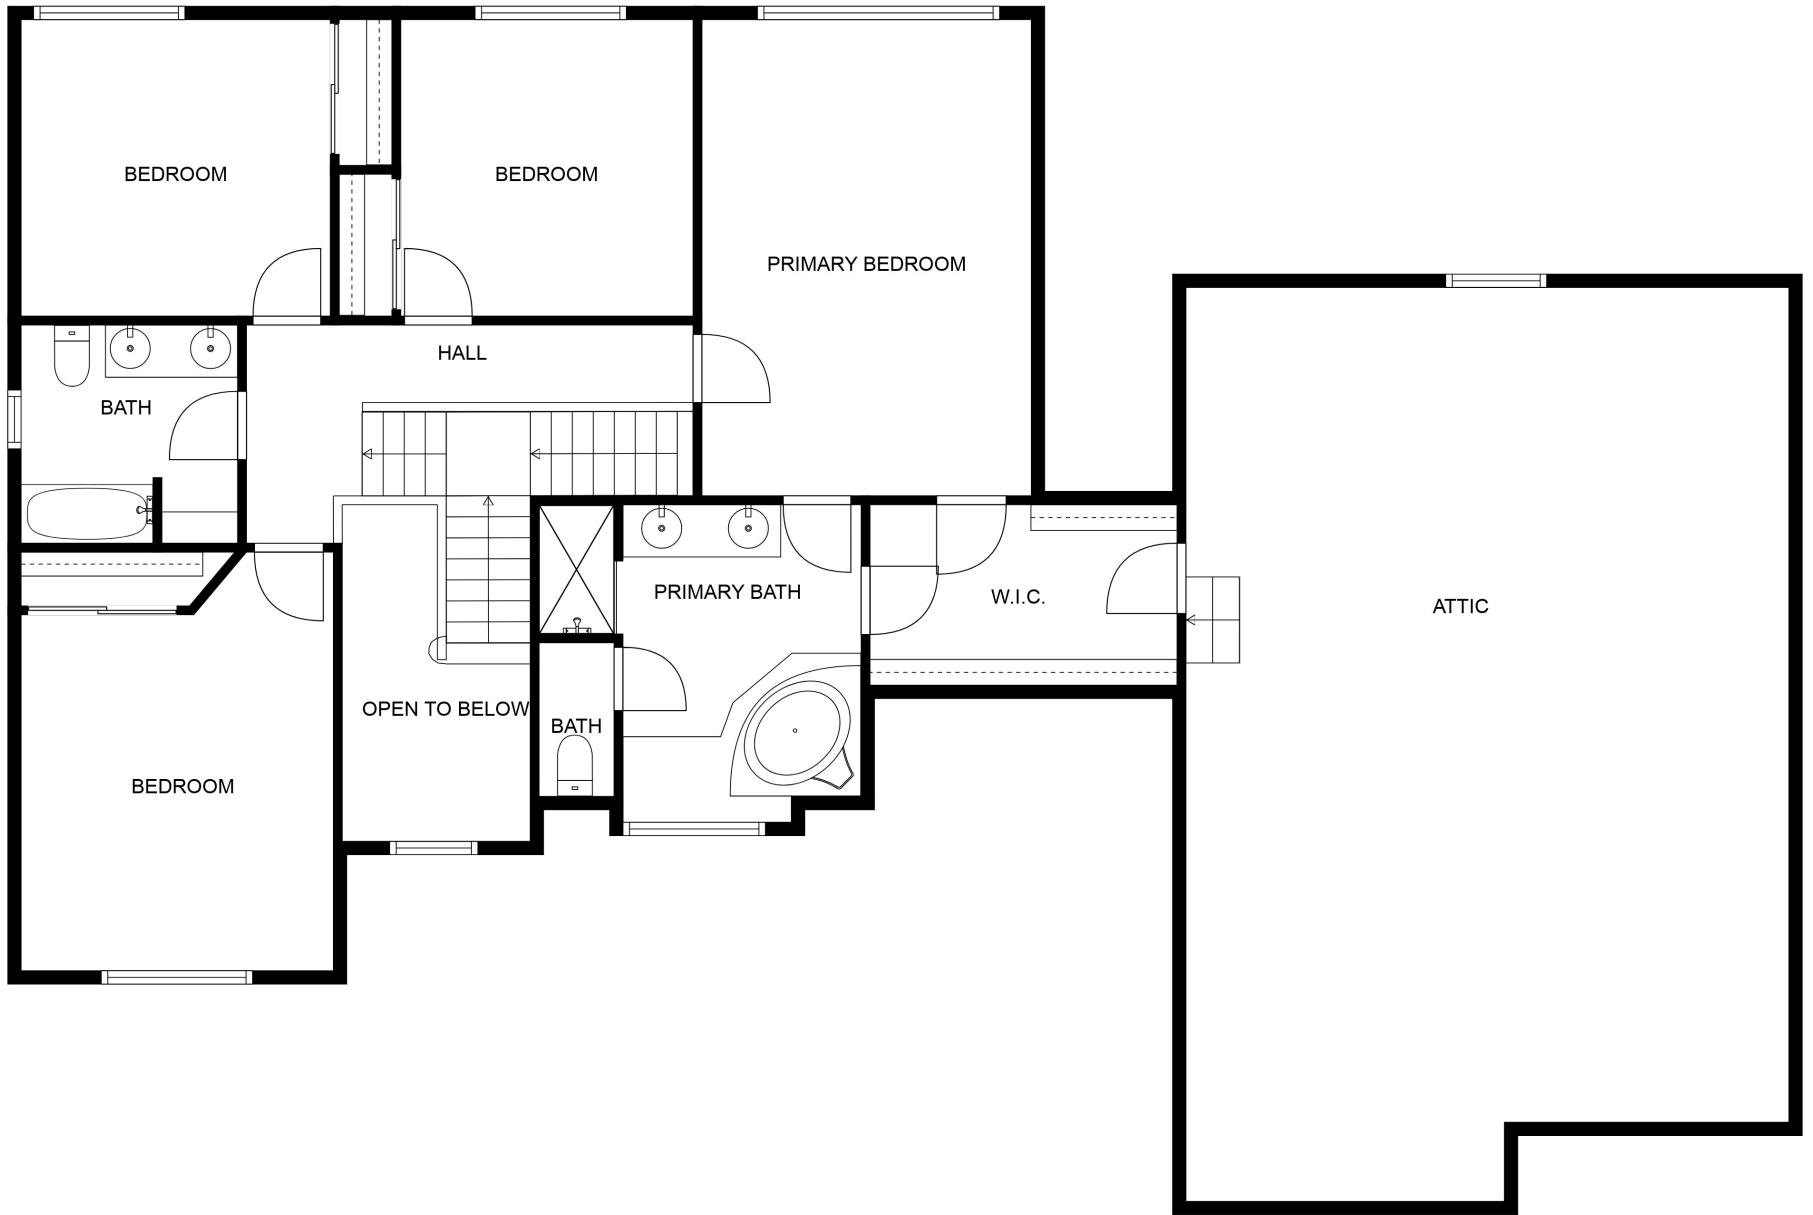 BEDROOM
BEDROOM
PRIMARY BEDROOM
HALL
BATH
PRIMARY BATH
W.I.C.
ATTIC
OPEN TO BELOW
BATH
BEDROOM